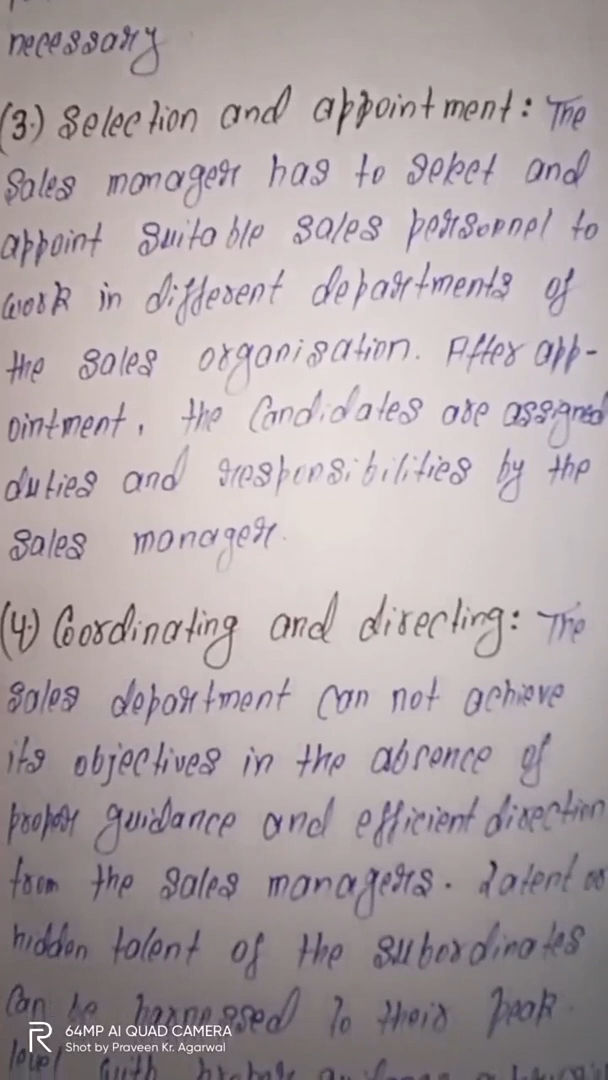 necessary
(3.) Selection and appointment: The
Sales manager has to select and
appoint suitable sales personnel to
work in different departments of
the sales organisation. After app-
ointment, the Candidates are assigned
duties and responsibilities by the
sales manager.
(4.) Coordinating and directing: The
sales department can not achieve
its objectives in the absence of
proper guidance and efficient direction
from the sales managers. Latent or
hidden talent of the subordinates
Can be harnessed to their peak
level with proper
64MP AI QUAD CAMERA
Shot by Praveen Kr. Agarwal